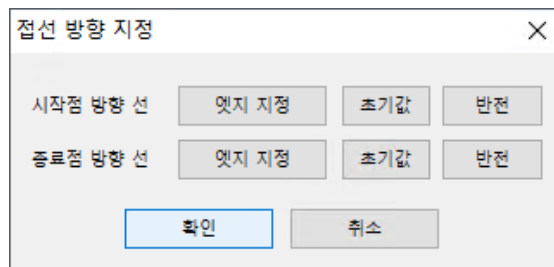 접선 방향 지정
시작점 방향 선 엣지 지정 초기값 반전
종료점 방향 선 엣지 지정 초기값 반전
확인 취소